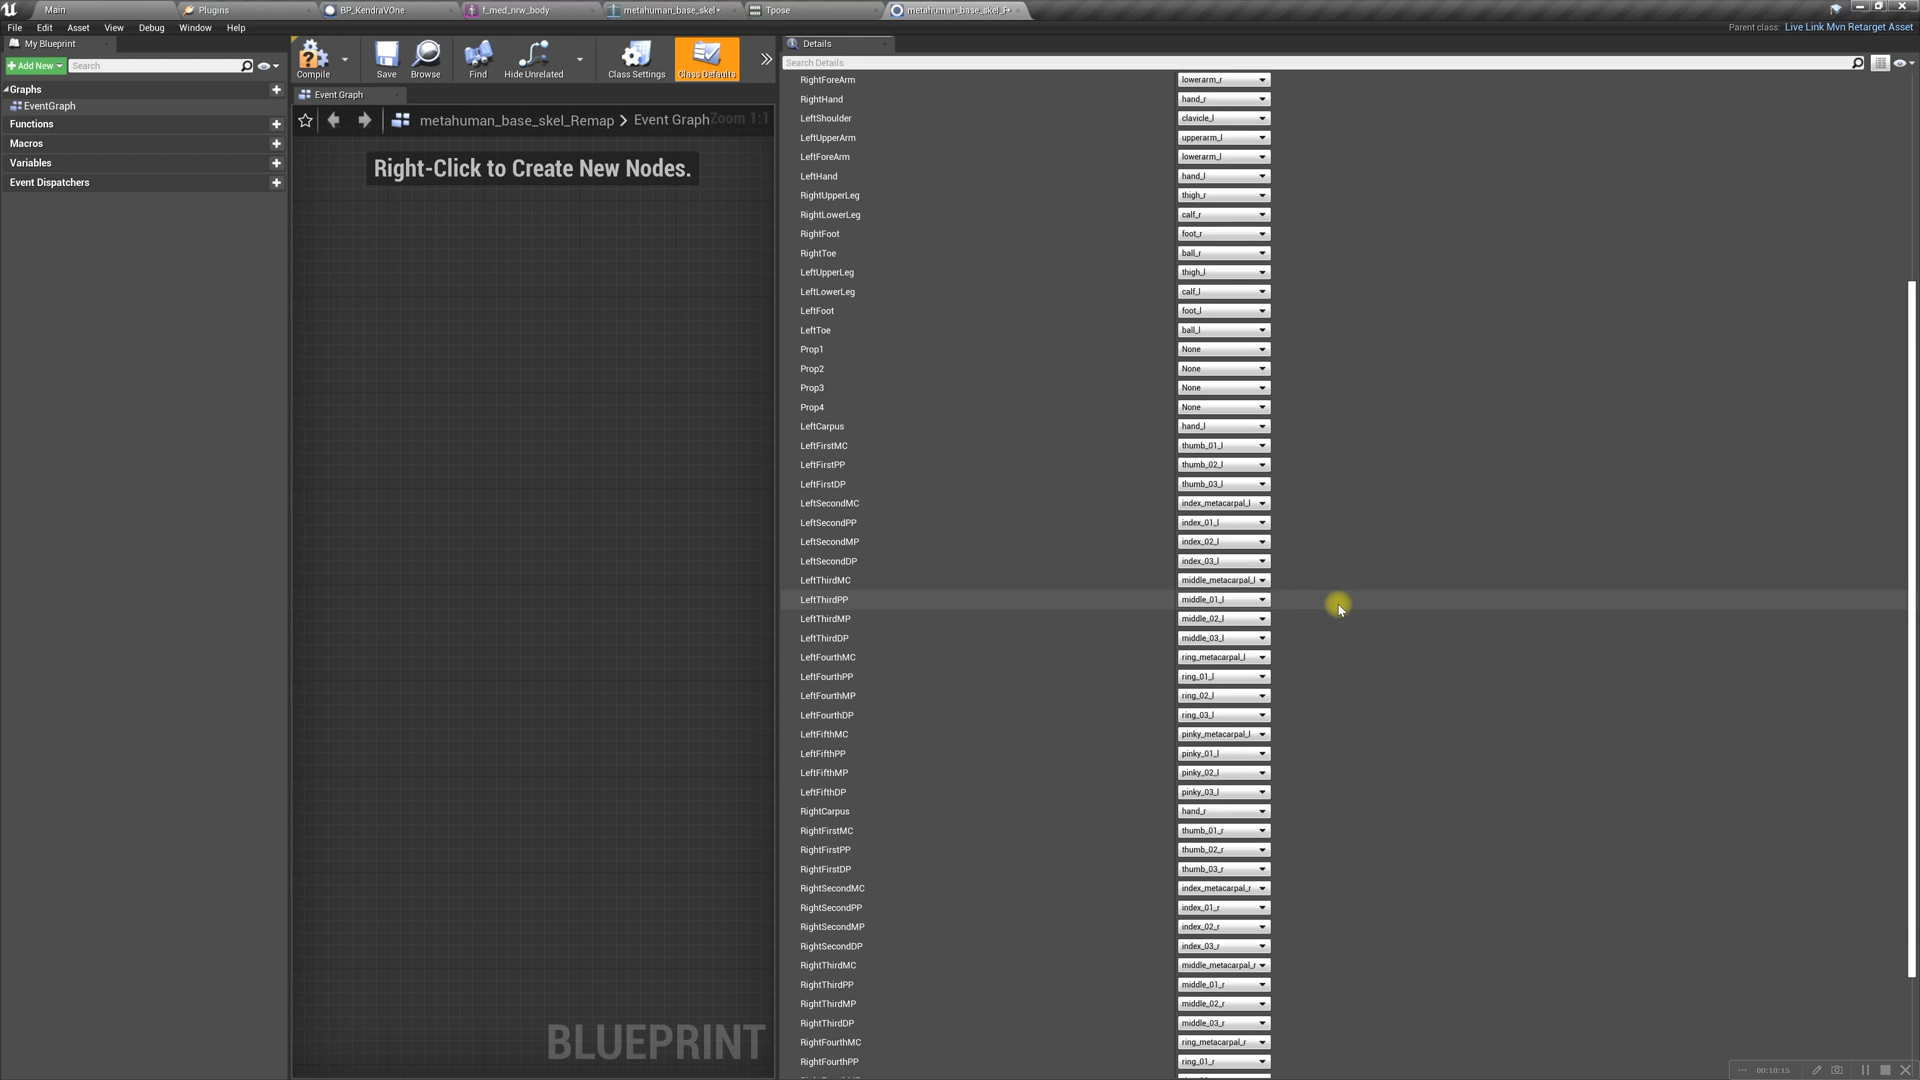 Main
Plugins
BP_KendraVOne
f_med_nrw_body
metahuman_base_skel•
Tpose
metahuman_base_skel_R•
File Edit Asset View Debug Window Help
Parent class: Live Link Mvn Retarget Asset
My Blueprint
Details
Add New
Search
Compile
Save
Browse
Find
Hide Unrelated
Class Settings
Class Defaults
Search Details
Graphs
EventGraph
Functions
Macros
Variables
Event Dispatchers
Event Graph
metahuman_base_skel_Remap > Event Graph
Zoom 1:1
Right-Click to Create New Nodes.
BLUEPRINT
RightForeArm lowerarm_r
RightHand hand_r
LeftShoulder clavicle_l
LeftUpperArm upperarm_l
LeftForeArm lowerarm_l
LeftHand hand_l
RightUpperLeg thigh_r
RightLowerLeg calf_r
RightFoot foot_r
RightToe ball_r
LeftUpperLeg thigh_l
LeftLowerLeg calf_l
LeftFoot foot_l
LeftToe ball_l
Prop1 None
Prop2 None
Prop3 None
Prop4 None
LeftCarpus hand_l
LeftFirstMC thumb_01_l
LeftFirstPP thumb_02_l
LeftFirstDP thumb_03_l
LeftSecondMC index_metacarpal_l
LeftSecondPP index_01_l
LeftSecondMP index_02_l
LeftSecondDP index_03_l
LeftThirdMC middle_metacarpal_l
LeftThirdPP middle_01_l
LeftThirdMP middle_02_l
LeftThirdDP middle_03_l
LeftFourthMC ring_metacarpal_l
LeftFourthPP ring_01_l
LeftFourthMP ring_02_l
LeftFourthDP ring_03_l
LeftFifthMC pinky_metacarpal_l
LeftFifthPP pinky_01_l
LeftFifthMP pinky_02_l
LeftFifthDP pinky_03_l
RightCarpus hand_r
RightFirstMC thumb_01_r
RightFirstPP thumb_02_r
RightFirstDP thumb_03_r
RightSecondMC index_metacarpal_r
RightSecondPP index_01_r
RightSecondMP index_02_r
RightSecondDP index_03_r
RightThirdMC middle_metacarpal_r
RightThirdPP middle_01_r
RightThirdMP middle_02_r
RightThirdDP middle_03_r
RightFourthMC ring_metacarpal_r
RightFourthPP ring_01_r
00:10:15